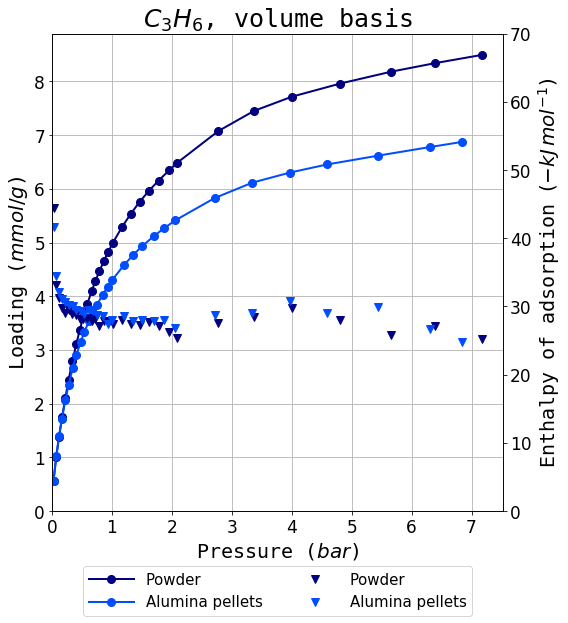 C₃H₆, volume basis
Loading (mmol/g)
8
7
6
5
4
3
2
1
0
70
60
50
40
30
20
10
0
Enthalpy of adsorption (−kJ mol⁻¹)
0 1 2 3 4 5 6 7
Pressure (bar)
Powder Powder
Alumina pellets Alumina pellets